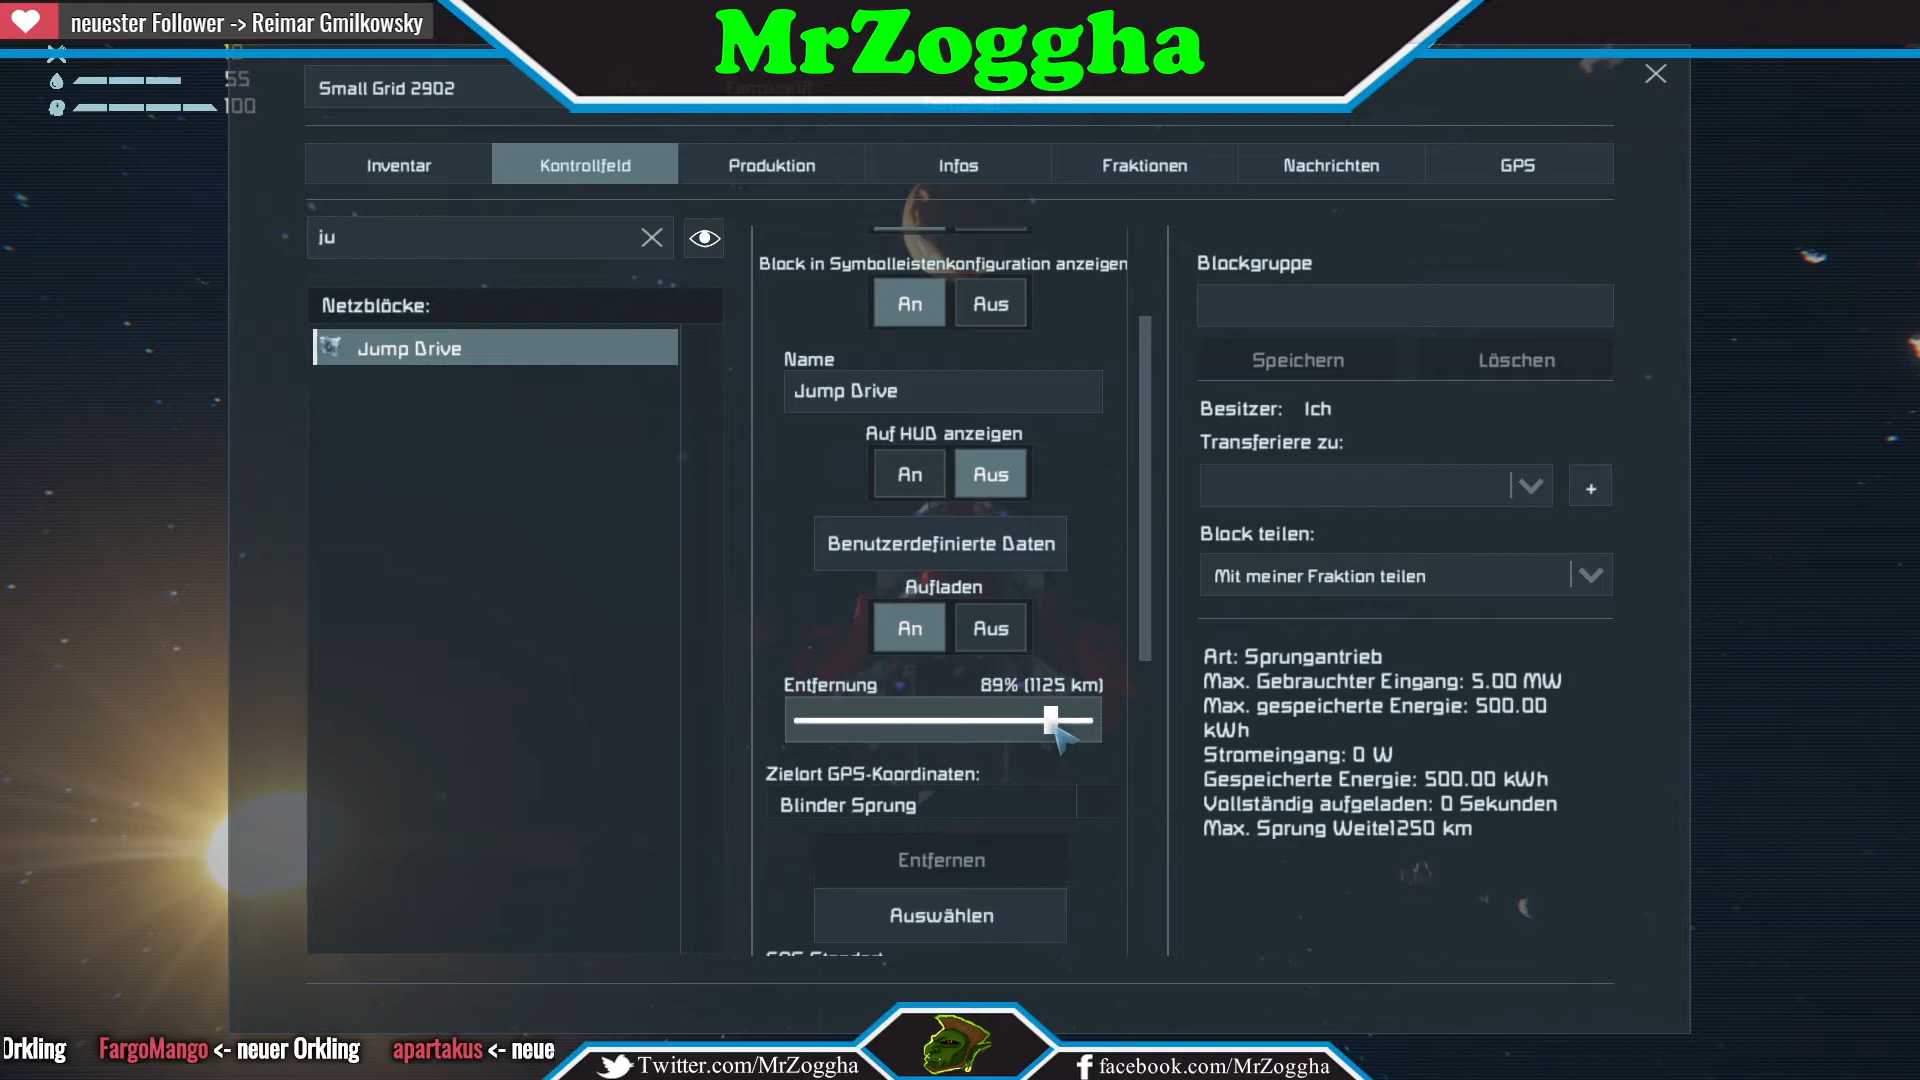 neuester Follower -> Reimar Gmilkowsky
MrZoggha
55
100
Small Grid 2902
Inventar
Kontrollfeld
Produktion
Infos
Fraktionen
Nachrichten
GPS
ju
Netzblöcke:
Jump Drive
Block in Symbolleistenkonfiguration anzeigen
An
Aus
Name
Jump Drive
Auf HUD anzeigen
An
Aus
Benutzerdefinierte Daten
Aufladen
An
Aus
Entfernung
89% (1125 km)
Zielort GPS-Koordinaten:
Blinder Sprung
Entfernen
Auswählen
Blockgruppe
Speichern
Löschen
Besitzer: Ich
Transferiere zu:
+
Block teilen:
Mit meiner Fraktion teilen
Art: Sprungantrieb
Max. Gebrauchter Eingang: 5.00 MW
Max. gespeicherte Energie: 500.00
kWh
Stromeingang: 0 W
Gespeicherte Energie: 500.00 kWh
Vollständig aufgeladen: 0 Sekunden
Max. Sprung Weite1250 km
Orkling FargoMango <- neuer Orkling apartakus <- neue
Twitter.com/MrZoggha
facebook.com/MrZoggha